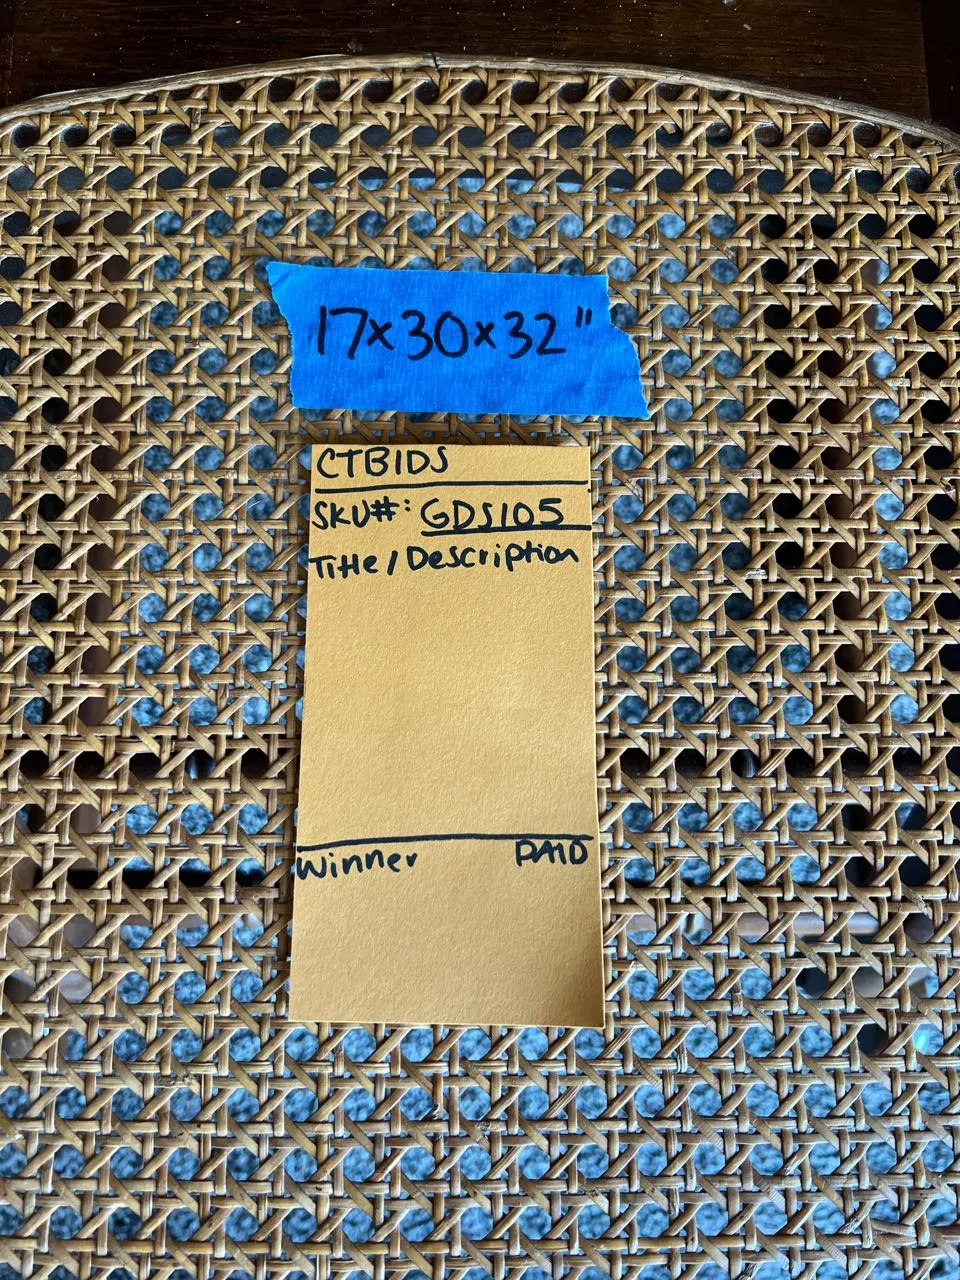 17x30x32"
CTBIDS
SKU#: GDS105
Title/Description
Winner PAID